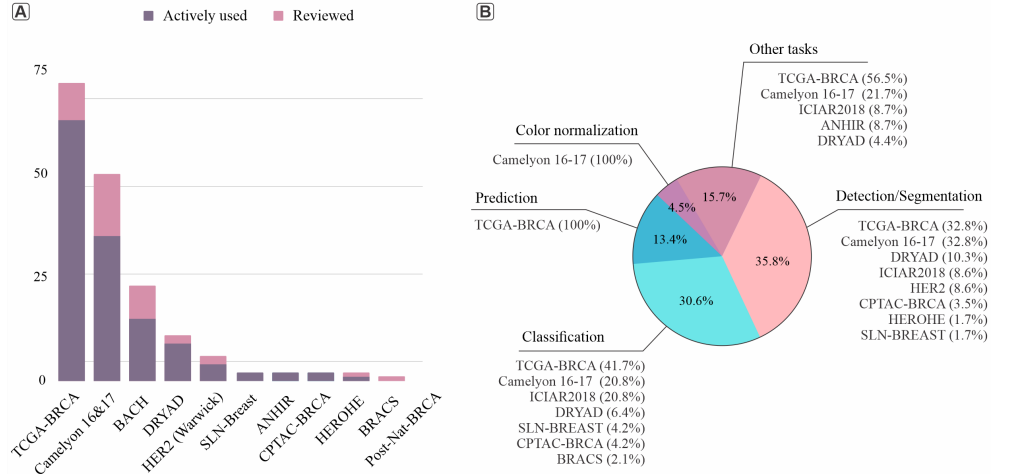 A
Actively used
Reviewed
75
50
25
0
TCGA-BRCA
Camelyon 16&17
BACH
DRYAD
HER2 (Warwick)
SLN-Breast
ANHIR
CPTAC-BRCA
HEROHE
BRACS
Post-Nat-BRCA
B
Other tasks
TCGA-BRCA (56.5%)
Camelyon 16-17 (21.7%)
ICIAR2018 (8.7%)
ANHIR (8.7%)
DRYAD (4.4%)
Color normalization
Camelyon 16-17 (100%)
Prediction
TCGA-BRCA (100%)
Detection/Segmentation
TCGA-BRCA (32.8%)
Camelyon 16-17 (32.8%)
DRYAD (10.3%)
ICIAR2018 (8.6%)
HER2 (8.6%)
CPTAC-BRCA (3.5%)
HEROHE (1.7%)
SLN-BREAST (1.7%)
15.7%
4.5%
13.4%
35.8%
30.6%
Classification
TCGA-BRCA (41.7%)
Camelyon 16-17 (20.8%)
ICIAR2018 (20.8%)
DRYAD (6.4%)
SLN-BREAST (4.2%)
CPTAC-BRCA (4.2%)
BRACS (2.1%)